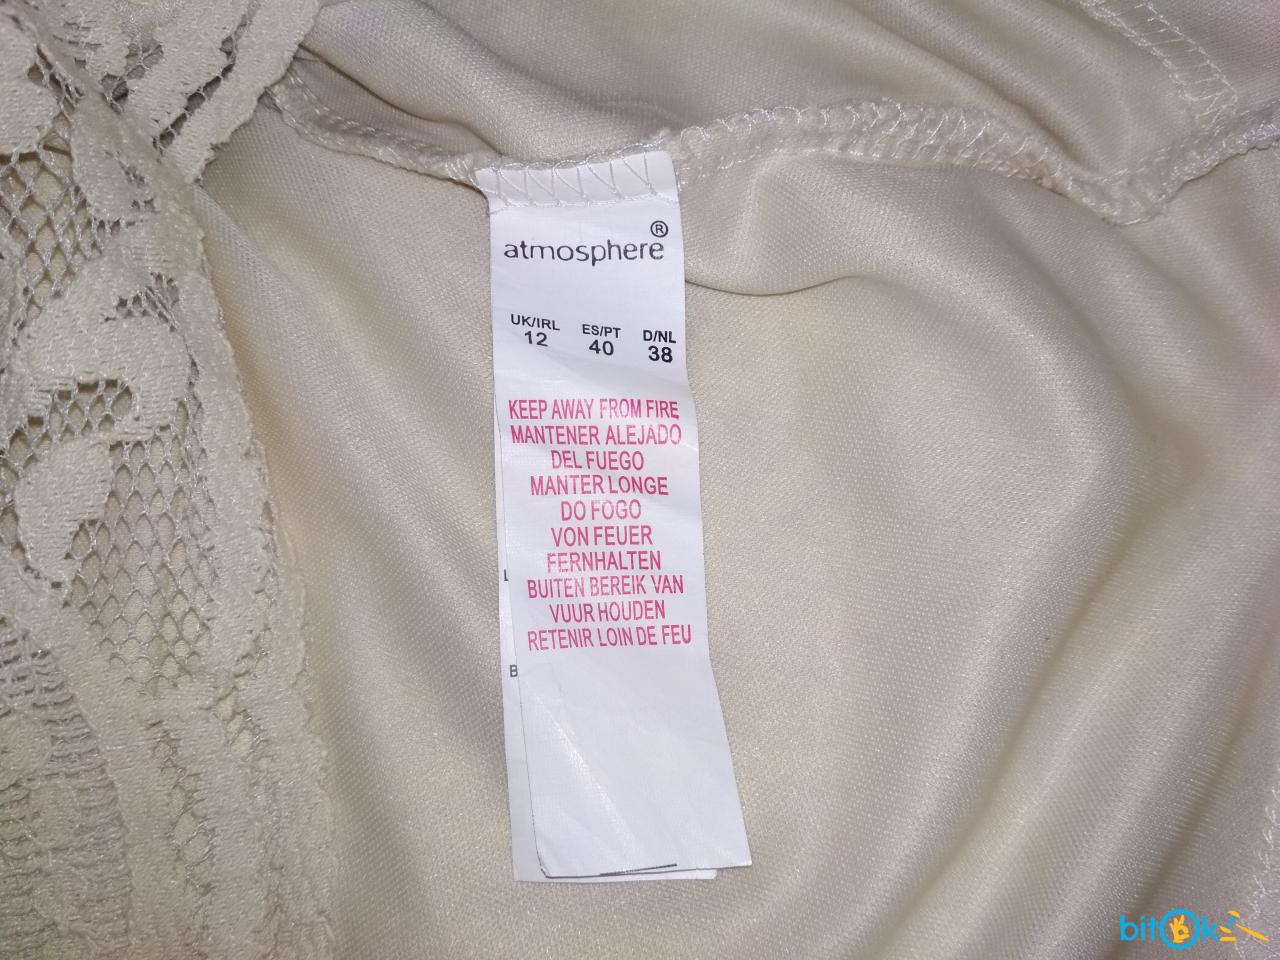 atmosphere®
UK/IRL ES/PT D/NL
12 40 38
KEEP AWAY FROM FIRE
MANTENER ALEJADO
DEL FUEGO
MANTER LONGE
DO FOGO
VON FEUER
FERNHALTEN
BUITEN BEREIK VAN
VUUR HOUDEN
RETENIR LOIN DE FEU
L
B
bitOk